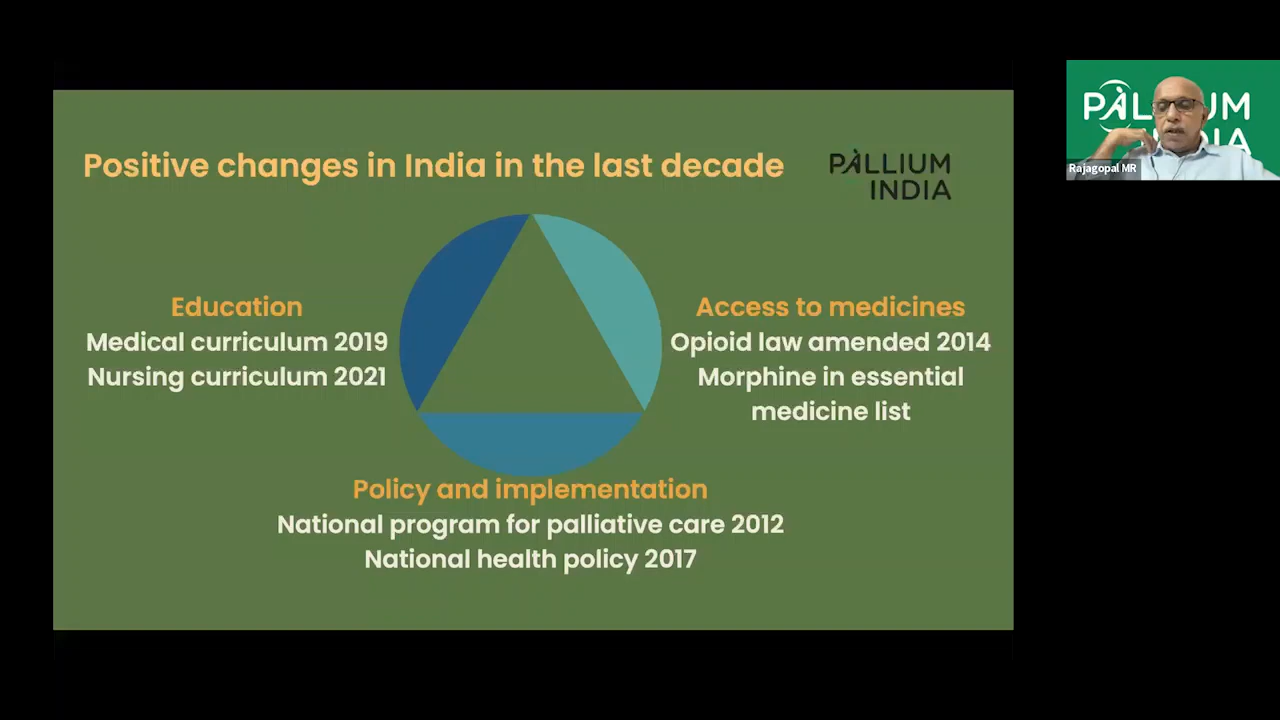 Positive changes in India in the last decade
PALLIUM
INDIA
Education
Medical curriculum 2019
Nursing curriculum 2021
Access to medicines
Opioid law amended 2014
Morphine in essential
medicine list
Policy and implementation
National program for palliative care 2012
National health policy 2017
Rajagopal MR